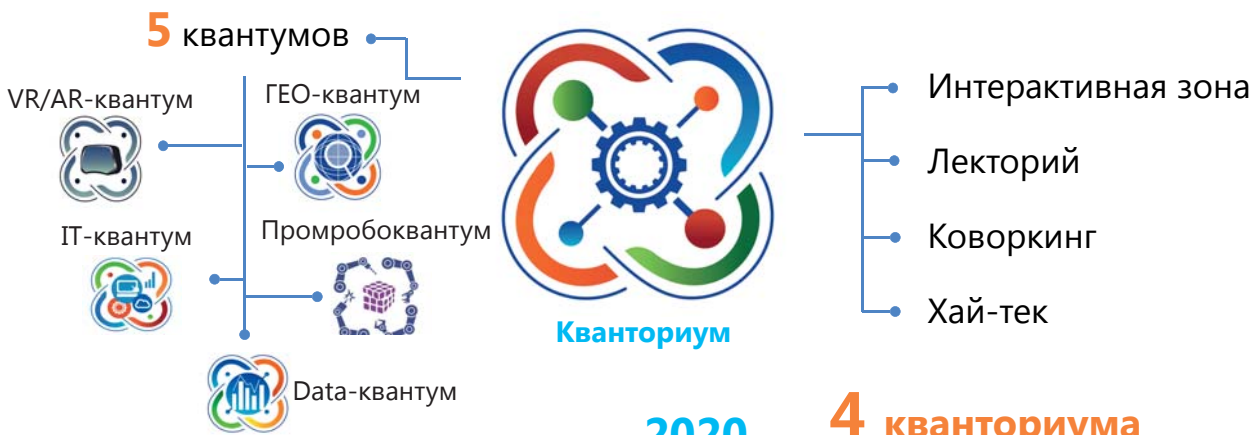 5 квантумов
VR/AR-квантум
ГЕО-квантум
IT-квантум
Промробоквантум
Data-квантум
Кванториум
Интерактивная зона
Лекторий
Коворкинг
Хай-тек
2020
4 кванториума